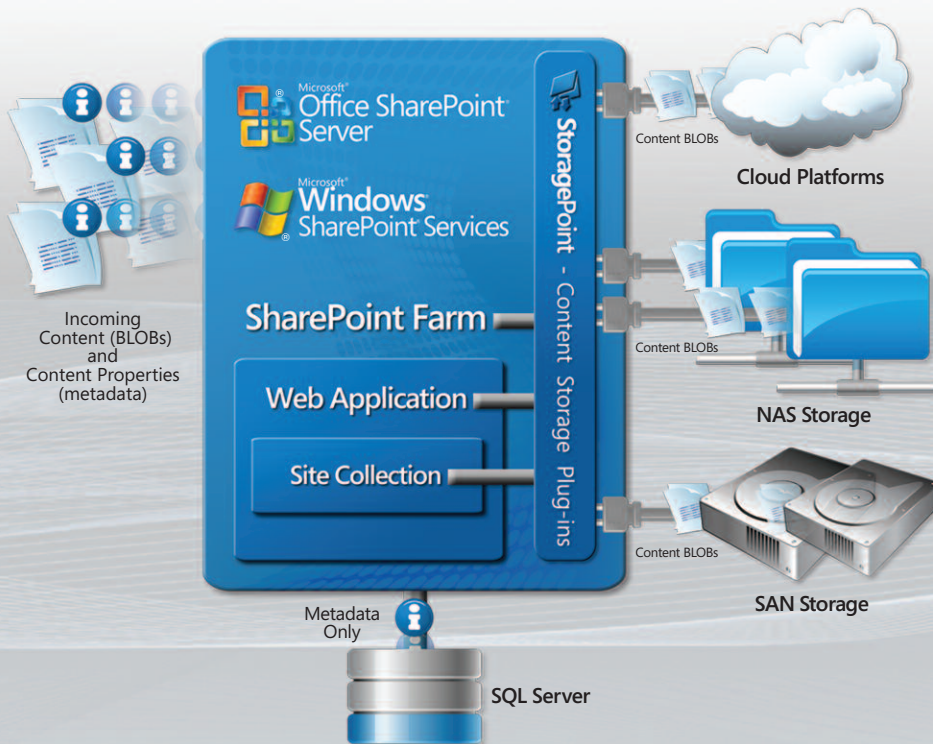 Microsoft®
Office SharePoint®
Server
Microsoft®
Windows®
SharePoint® Services
SharePoint Farm
Web Application
Site Collection
StoragePoint - Content Storage Plug-ins
Incoming
Content (BLOBs)
and
Content Properties
(metadata)
Content BLOBs
Cloud Platforms
Content BLOBs
NAS Storage
Content BLOBs
SAN Storage
Metadata
Only
SQL Server